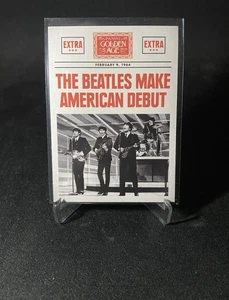 EXTRA
GOLDEN
AGE
EXTRA
FEBRUARY 9, 1964
THE BEATLES MAKE
AMERICAN DEBUT